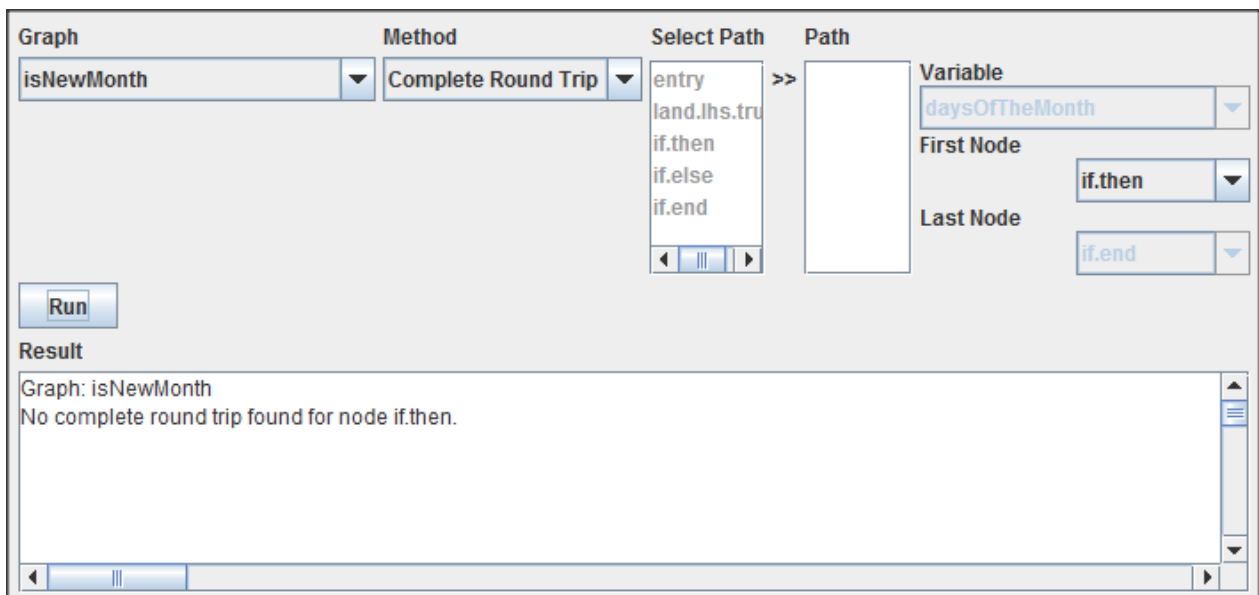 Graph
Method
Select Path
Path
isNewMonth
Complete Round Trip
entry
land.lhs.tru
if.then
if.else
if.end
>>
Variable
daysOfTheMonth
First Node
if.then
Last Node
if.end
Run
Result
Graph: isNewMonth
No complete round trip found for node if.then.